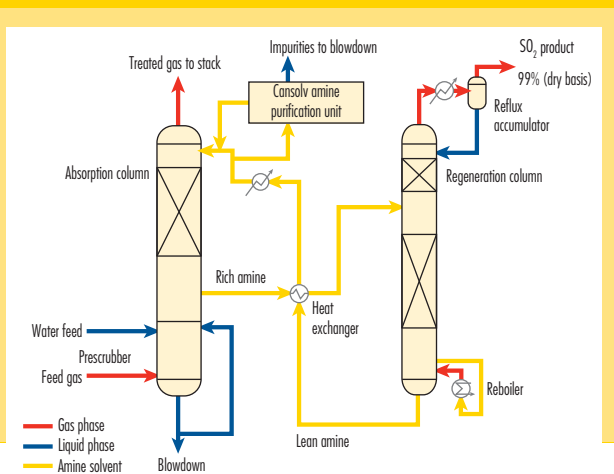 Impurities to blowdown
SO2 product
Treated gas to stack
99% (dry basis)
Cansolv amine
purification unit
Reflux
accumulator
Absorption column
Regeneration column
Rich amine
Heat
exchanger
Water feed
Prescrubber
Feed gas
Reboiler
Gas phase
Liquid phase
Amine solvent
Lean amine
Blowdown